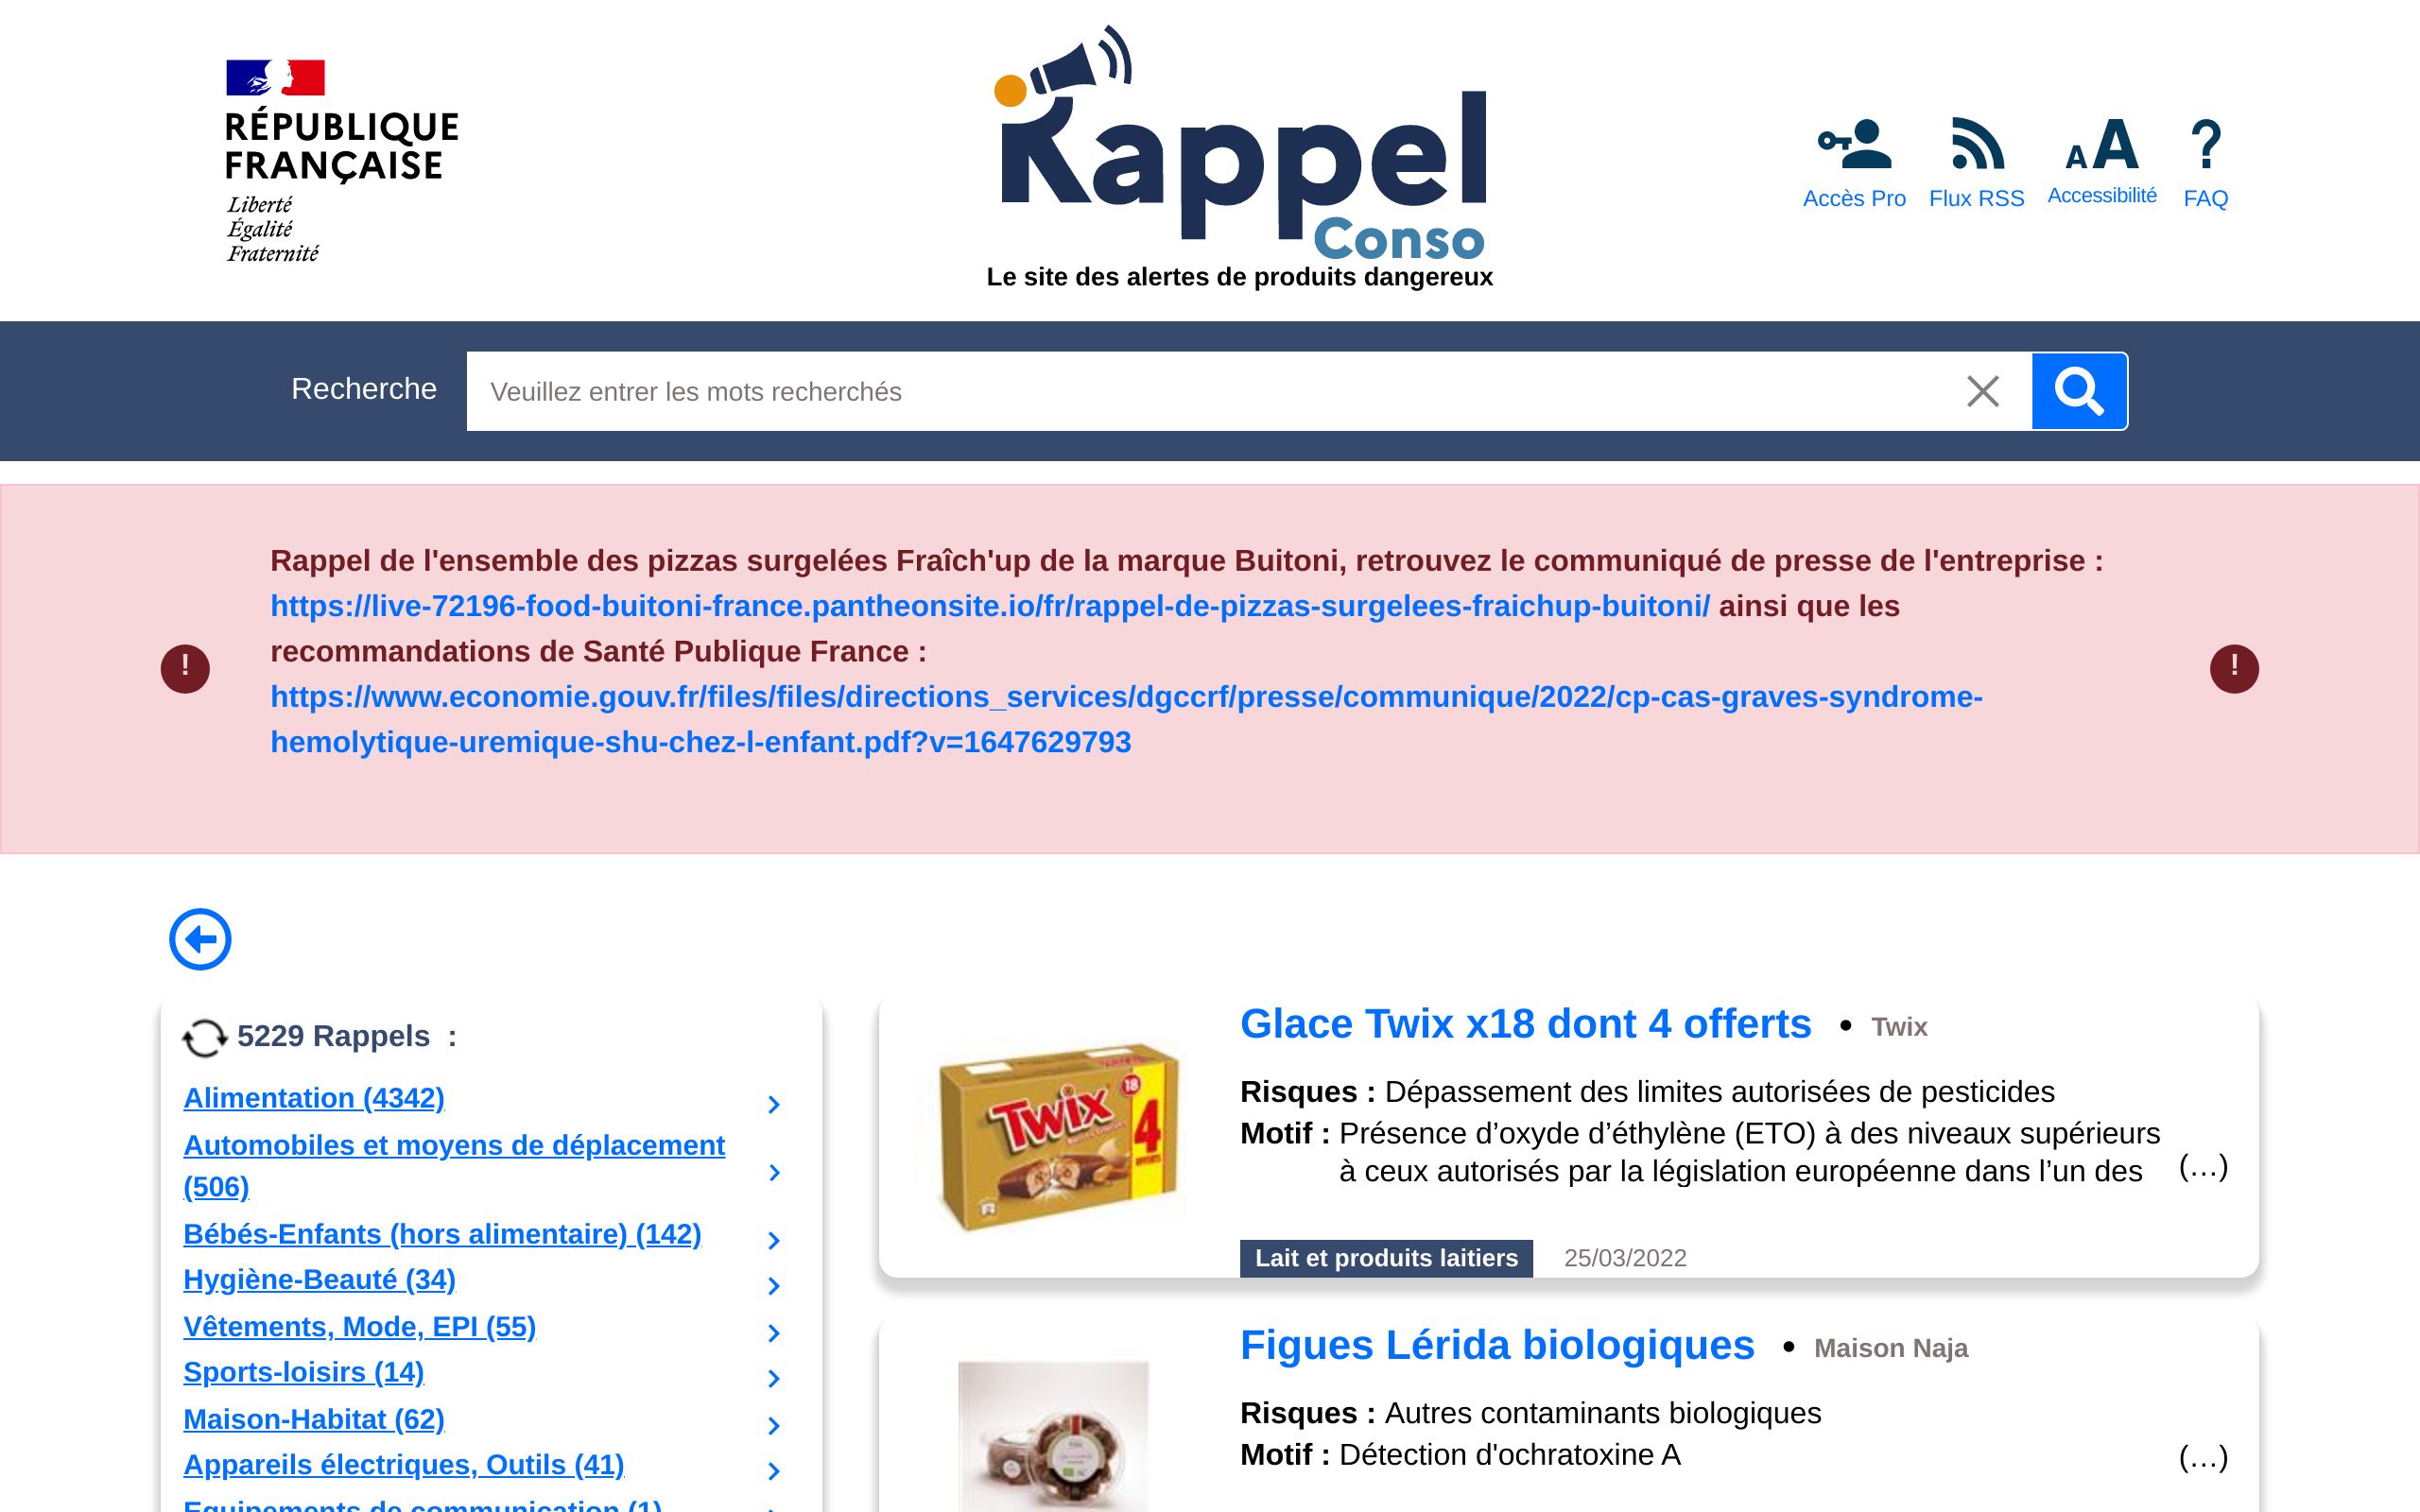 RÉPUBLIQUE
FRANÇAISE
Liberté
Égalité
Fraternité
Rappel
Conso
Le site des alertes de produits dangereux
Accès Pro
Flux RSS
AA
Accessibilité
?
FAQ
Recherche
Veuillez entrer les mots recherchés
Rappel de l'ensemble des pizzas surgelées Fraîch'up de la marque Buitoni, retrouvez le communiqué de presse de l'entreprise :
https://live-72196-food-buitoni-france.pantheonsite.io/fr/rappel-de-pizzas-surgelees-fraichup-buitoni/ ainsi que les
recommandations de Santé Publique France :
https://www.economie.gouv.fr/files/files/directions_services/dgccrf/presse/communique/2022/cp-cas-graves-syndrome-
hemolytique-uremique-shu-chez-l-enfant.pdf?v=1647629793
!
!
5229 Rappels :
Alimentation (4342)
Automobiles et moyens de déplacement
(506)
Bébés-Enfants (hors alimentaire) (142)
Hygiène-Beauté (34)
Vêtements, Mode, EPI (55)
Sports-loisirs (14)
Maison-Habitat (62)
Appareils électriques, Outils (41)
Equipements de communication (1)
TWIX
18
4
OFFERTS
Glace Twix x18 dont 4 offerts • Twix
Risques : Dépassement des limites autorisées de pesticides
Motif : Présence d’oxyde d’éthylène (ETO) à des niveaux supérieurs
à ceux autorisés par la législation européenne dans l’un des (…)
Lait et produits laitiers 25/03/2022
Figues Lérida biologiques • Maison Naja
Risques : Autres contaminants biologiques
Motif : Détection d'ochratoxine A (…)